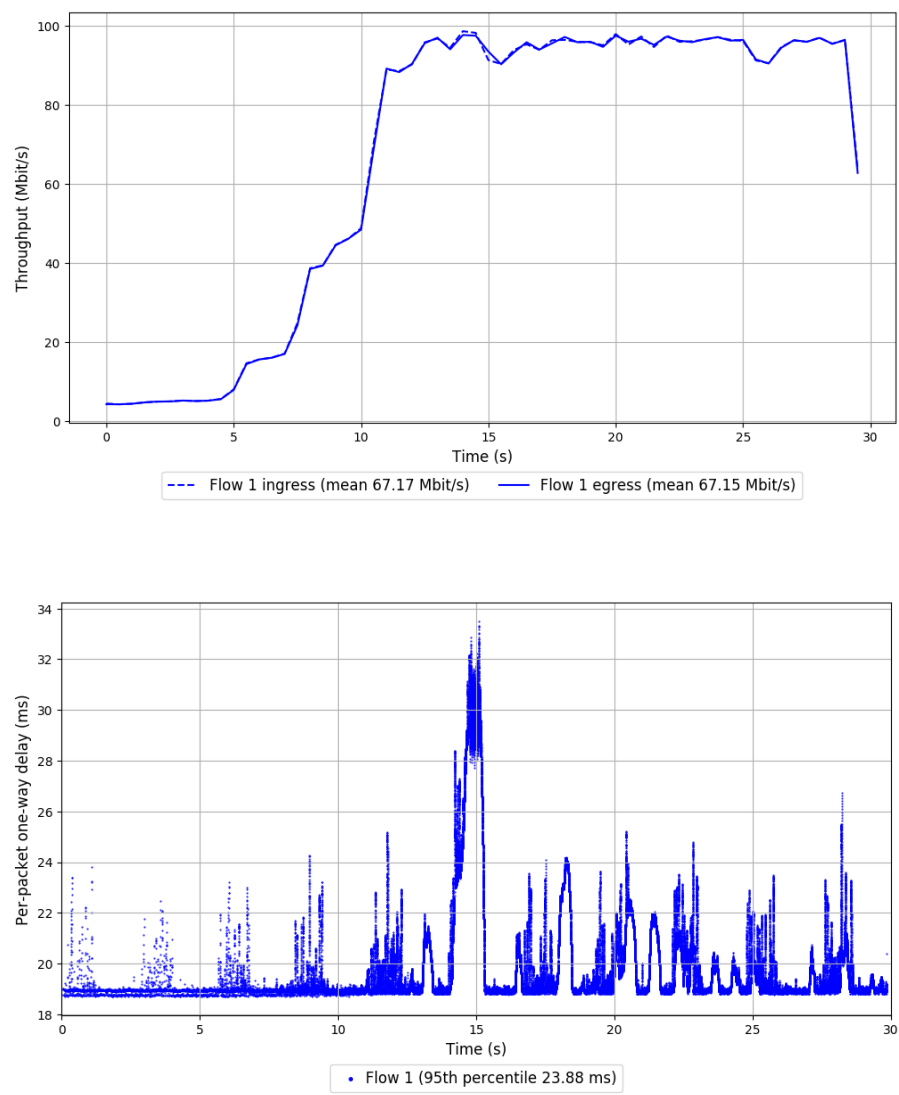 100
80
60
40
20
0
Throughput (Mbit/s)
0 5 10 15 20 25 30
Time (s)
Flow 1 ingress (mean 67.17 Mbit/s) Flow 1 egress (mean 67.15 Mbit/s)
34
32
30
28
26
24
22
20
18
Per-packet one-way delay (ms)
0 5 10 15 20 25 30
Time (s)
Flow 1 (95th percentile 23.88 ms)